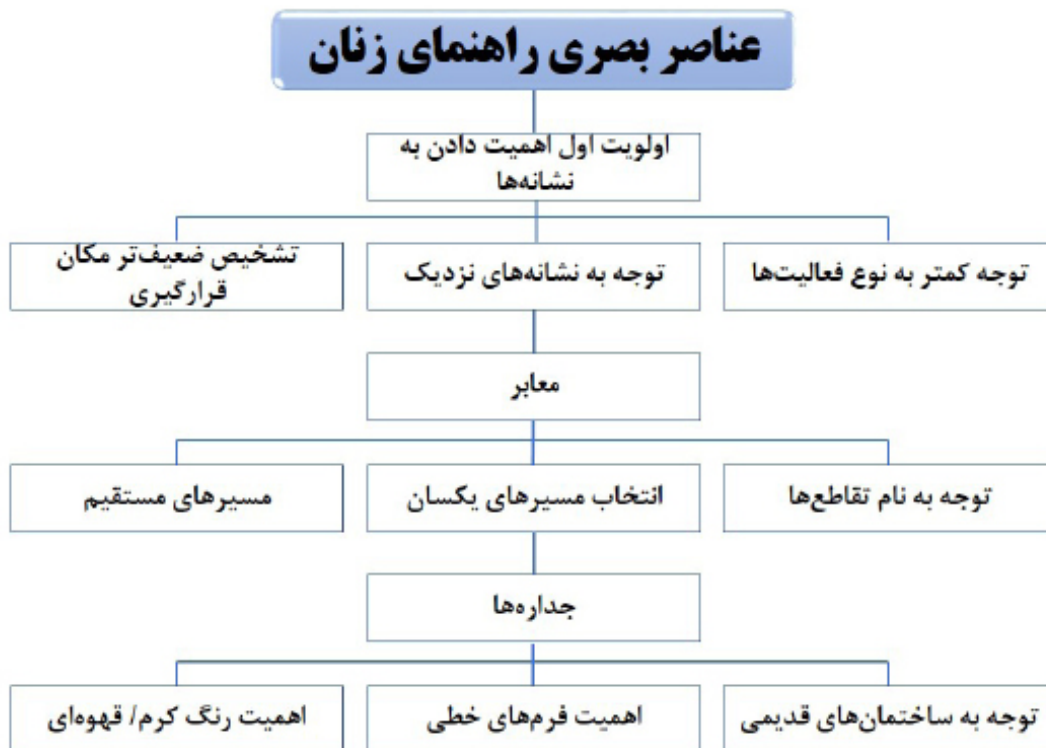 عناصر بصری راهنمای زنان
اولویت اول اهمیت دادن به
نشانه‌ها
توجه کمتر به نوع فعالیت‌ها
توجه به نشانه‌های نزدیک
تشخیص ضعیف‌تر مکان
قرارگیری
معابر
توجه به نام تقاطع‌ها
انتخاب مسیرهای یکسان
مسیرهای مستقیم
جداره‌ها
توجه به ساختمان‌های قدیمی
اهمیت فرم‌های خطی
اهمیت رنگ کرم/ قهوه‌ای